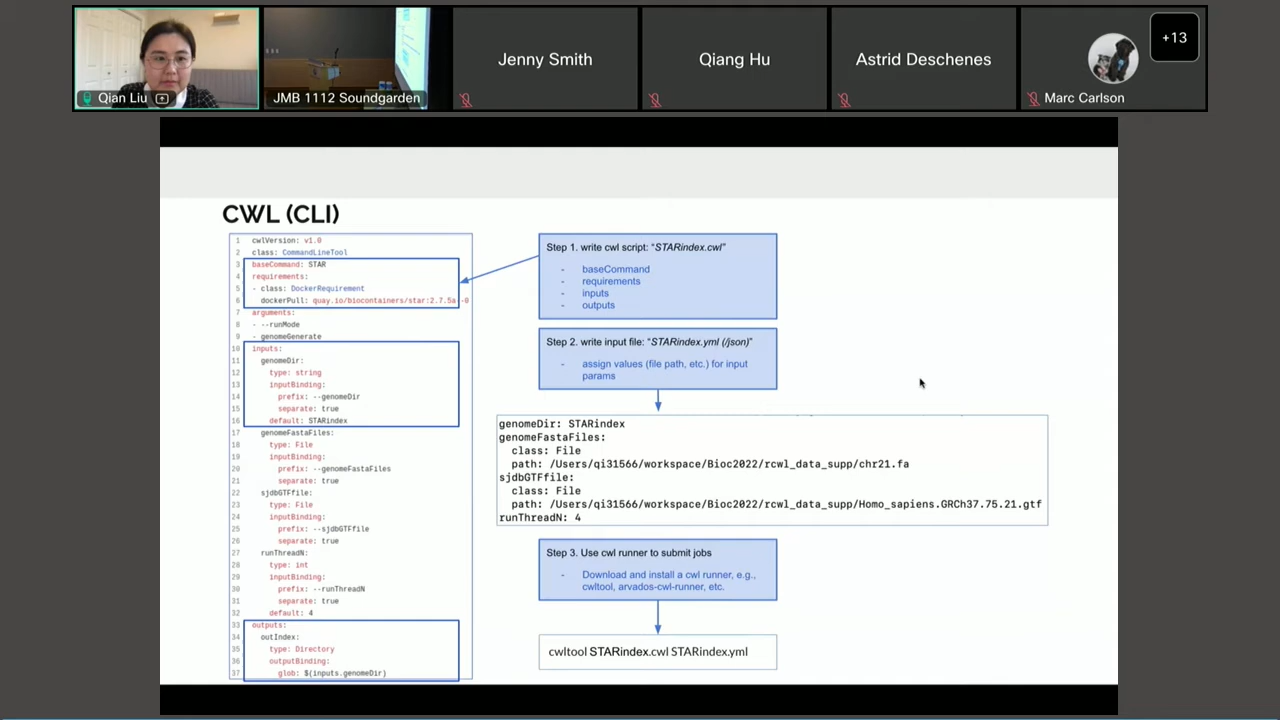 Qian Liu
JMB 1112 Soundgarden
Jenny Smith
Qiang Hu
Astrid Deschenes
Marc Carlson
+13
CWL (CLI)
1 cwlVersion: v1.0
2 class: CommandLineTool
3 baseCommand: STAR
4 requirements:
5 - class: DockerRequirement
6 dockerPull: quay.io/biocontainers/star:2.7.5a--0
7 arguments:
8 - --runMode
9 - genomeGenerate
10 inputs:
11 genomeDir:
12 type: string
13 inputBinding:
14 prefix: --genomeDir
15 separate: true
16 default: STARindex
17 genomeFastaFiles:
18 type: File
19 inputBinding:
20 prefix: --genomeFastaFiles
21 separate: true
22 sjdbGTFfile:
23 type: File
24 inputBinding:
25 prefix: --sjdbGTFfile
26 separate: true
27 runThreadN:
28 type: int
29 inputBinding:
30 prefix: --runThreadN
31 separate: true
32 default: 4
33 outputs:
34 outIndex:
35 type: Directory
36 outputBinding:
37 glob: $(inputs.genomeDir)
Step 1. write cwl script: "STARindex.cwl"
- baseCommand
- requirements
- inputs
- outputs
Step 2. write input file: "STARindex.yml (/json)"
- assign values (file path, etc.) for input
params
genomeDir: STARindex
genomeFastaFiles:
class: File
path: /Users/qi31566/workspace/Bioc2022/rcwl_data_supp/chr21.fa
sjdbGTFfile:
class: File
path: /Users/qi31566/workspace/Bioc2022/rcwl_data_supp/Homo_sapiens.GRCh37.75.21.gtf
runThreadN: 4
Step 3. Use cwl runner to submit jobs
- Download and install a cwl runner, e.g.,
cwltool, arvados-cwl-runner, etc.
cwltool STARindex.cwl STARindex.yml